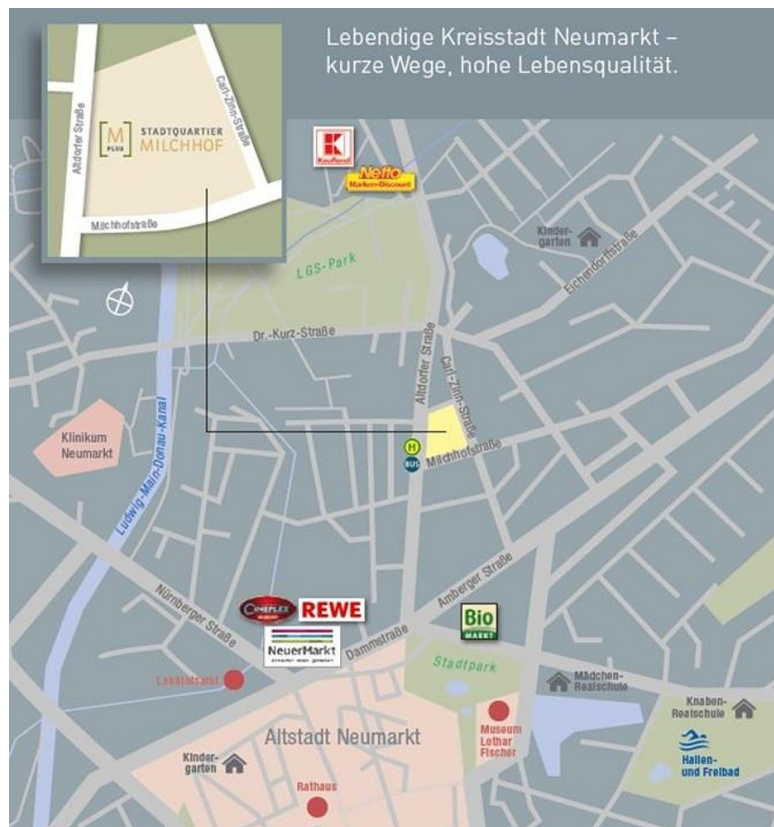 Lebendige Kreisstadt Neumarkt –
kurze Wege, hohe Lebensqualität.
Altdorfer Straße
Carl-Zinn-Straße
[M
PLUS]
STADTQUARTIER
MILCHHOF
Milchhofstraße
K
Kaufland
Netto
Marken-Discount
LGS-Park
Kinder-
garten
Eichendorffstraße
Dr.-Kurz-Straße
Altdorfer Straße
Carl-Zinn-Straße
Klinikum
Neumarkt
Ludwig-Main-Donau-Kanal
H
BUS
Milchhofstraße
Nürnberger Straße
Amberger Straße
CINEPLEX
REWE
NeuerMarkt
Dammstraße
Bio
MARKT
Stadtpark
Landratsamt
Mädchen-
Realschule
Knaben-
Realschule
Museum
Lothar
Fischer
Altstadt Neumarkt
Hallen-
und Freibad
Kinder-
garten
Rathaus